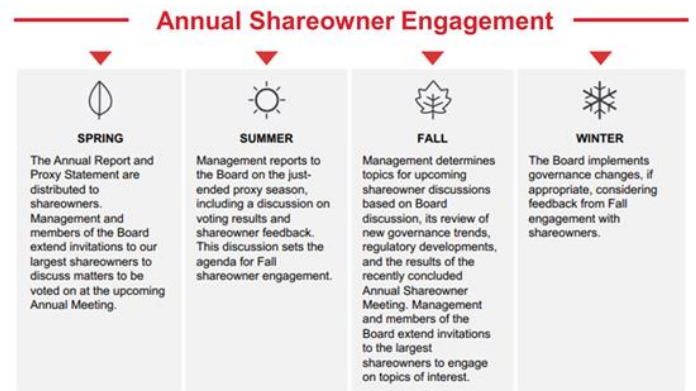 Annual Shareowner Engagement
SPRING
The Annual Report and
Proxy Statement are
distributed to
shareowners.
Management and
members of the Board
extend invitations to our
largest shareowners to
discuss matters to be
voted on at the upcoming
Annual Meeting.
SUMMER
Management reports to
the Board on the just-
ended proxy season,
including a discussion on
voting results and
shareowner feedback.
This discussion sets the
agenda for Fall
shareowner engagement.
FALL
Management determines
topics for upcoming
shareowner discussions
based on Board
discussion, its review of
new governance trends,
regulatory developments,
and the results of the
recently concluded
Annual Shareowner
Meeting. Management
and members of the
Board extend invitations
to the largest
shareowners to engage
on topics of interest.
WINTER
The Board implements
governance changes, if
appropriate, considering
feedback from Fall
engagement with
shareowners.